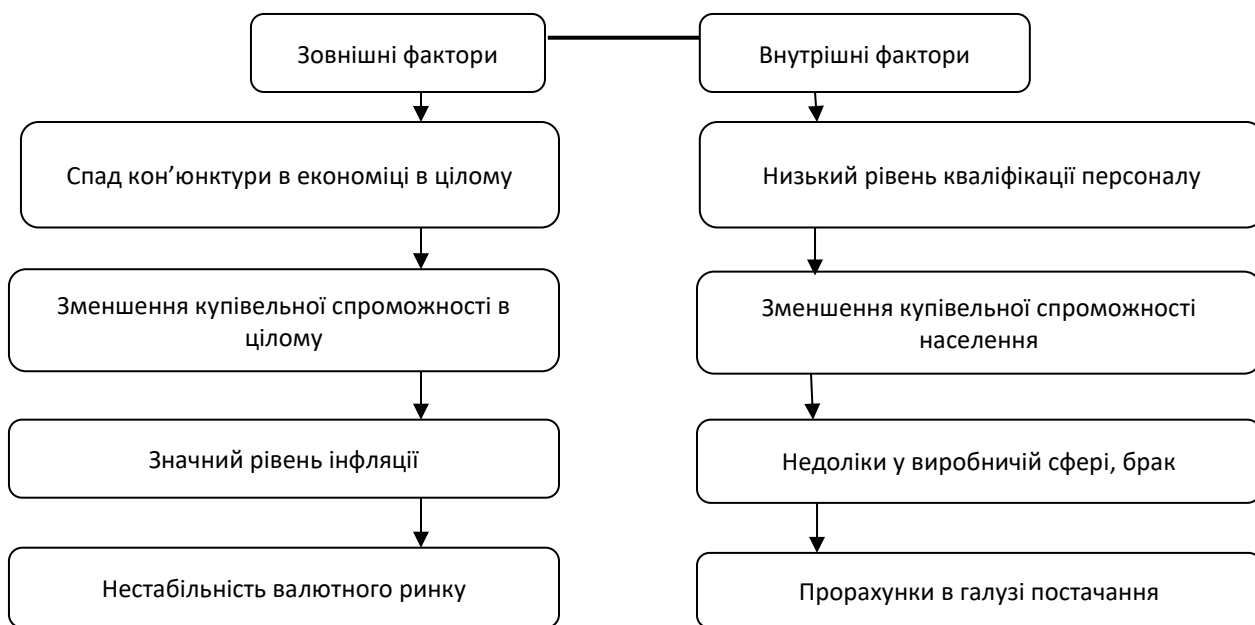 Зовнішні фактори
Внутрішні фактори
Спад кон’юнктури в економіці в цілому
Низький рівень кваліфікації персоналу
Зменшення купівельної спроможності в
цілому
Зменшення купівельної спроможності
населення
Значний рівень інфляції
Недоліки у виробничій сфері, брак
Нестабільність валютного ринку
Прорахунки в галузі постачання